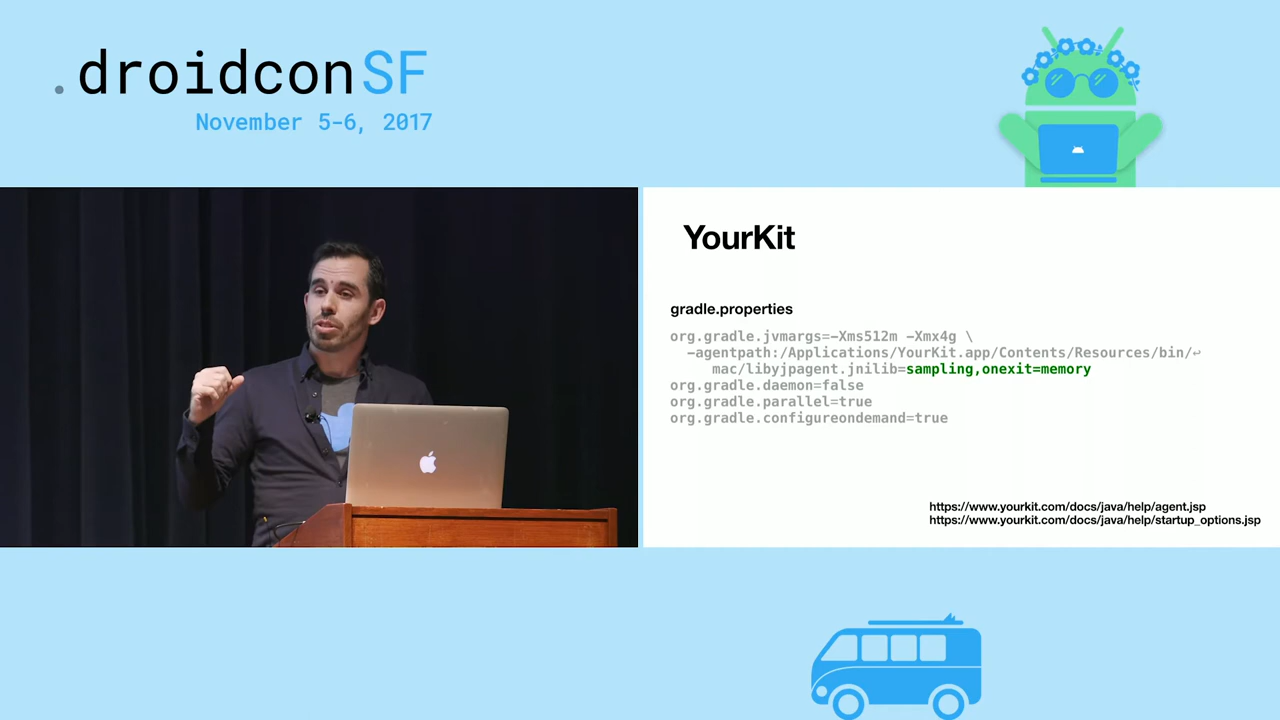 .droidconSF
November 5-6, 2017
YourKit
gradle.properties
org.gradle.jvmargs=-Xms512m -Xmx4g \
-agentpath:/Applications/YourKit.app/Contents/Resources/bin/↩
mac/libyjpagent.jnilib=sampling,onexit=memory
org.gradle.daemon=false
org.gradle.parallel=true
org.gradle.configureondemand=true
https://www.yourkit.com/docs/java/help/agent.jsp
https://www.yourkit.com/docs/java/help/startup_options.jsp